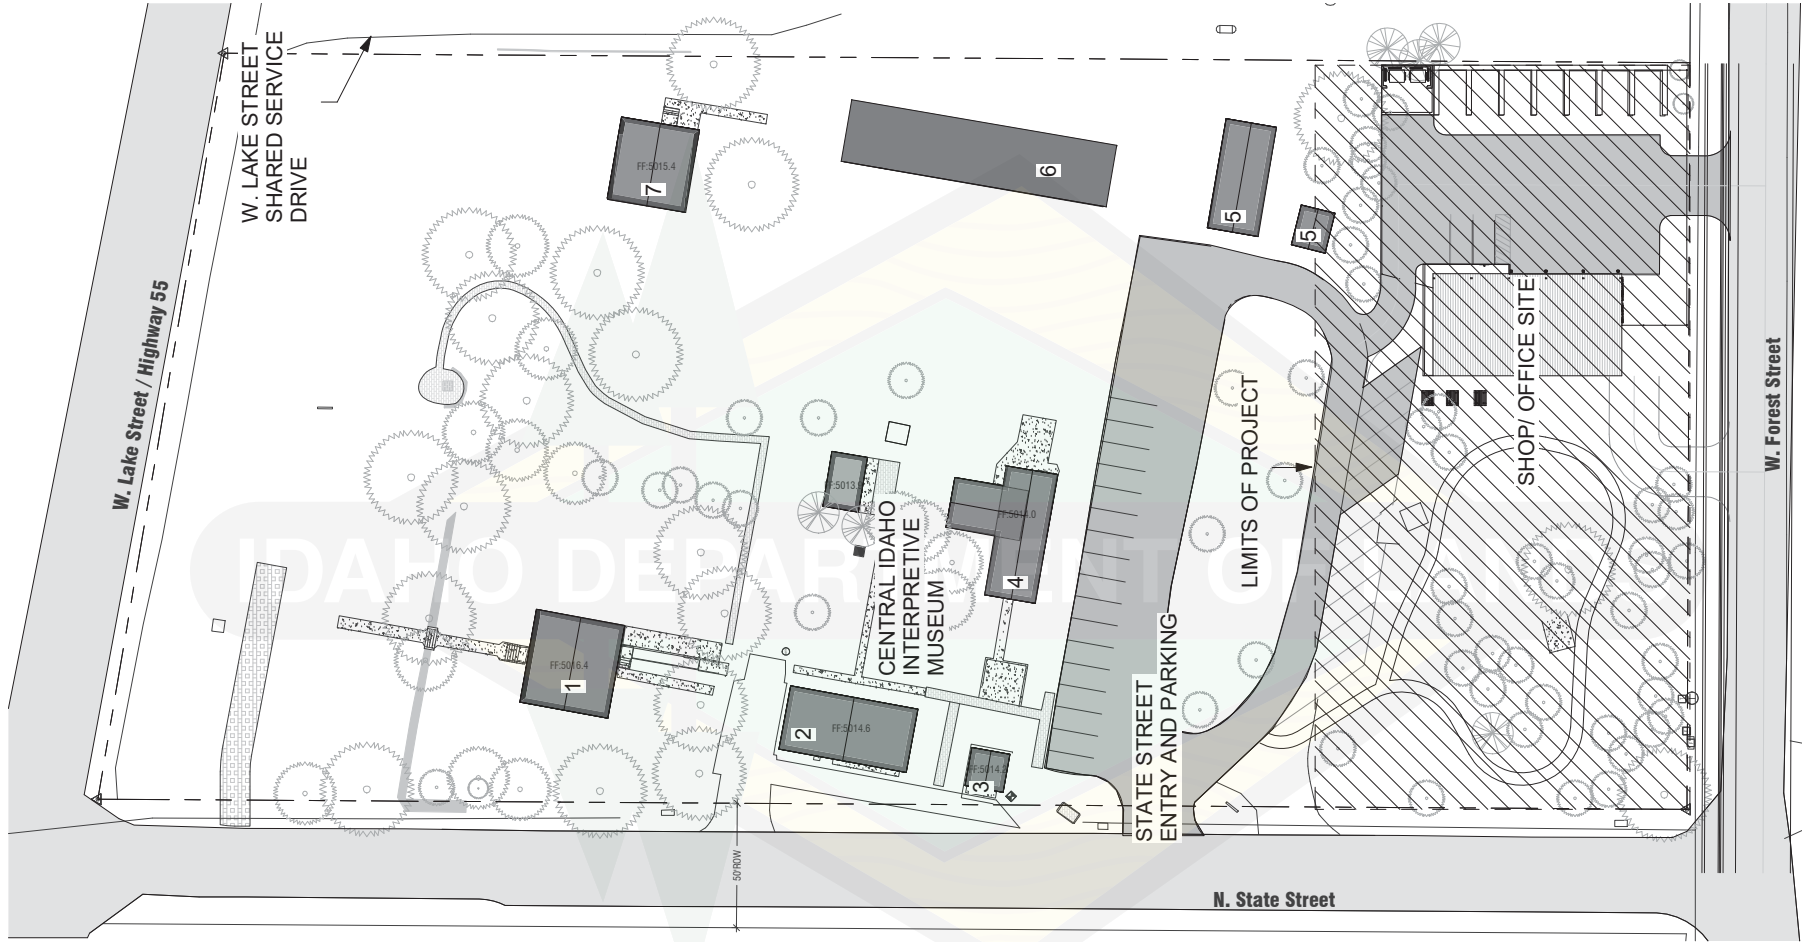 W. LAKE STREET
SHARED SERVICE
DRIVE
W. Lake Street / Highway 55
FF:5015.4
7
6
5
5
SHOP/ OFFICE SITE
W. Forest Street
LIMITS OF PROJECT
CENTRAL IDAHO
INTERPRETIVE
MUSEUM
FF:5014.0
4
FF:5016.4
1
2
FF:5014.6
3
STATE STREET
ENTRY AND PARKING
50'ROW
N. State Street
IDAHO DEPARTMENT OF